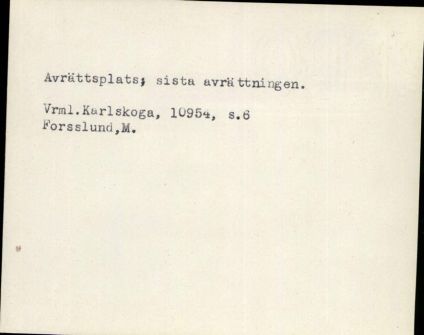 Avrättsplats; sista avrättningen.
Vrml.Karlskoga, 10954, s.6
Forsslund,M.